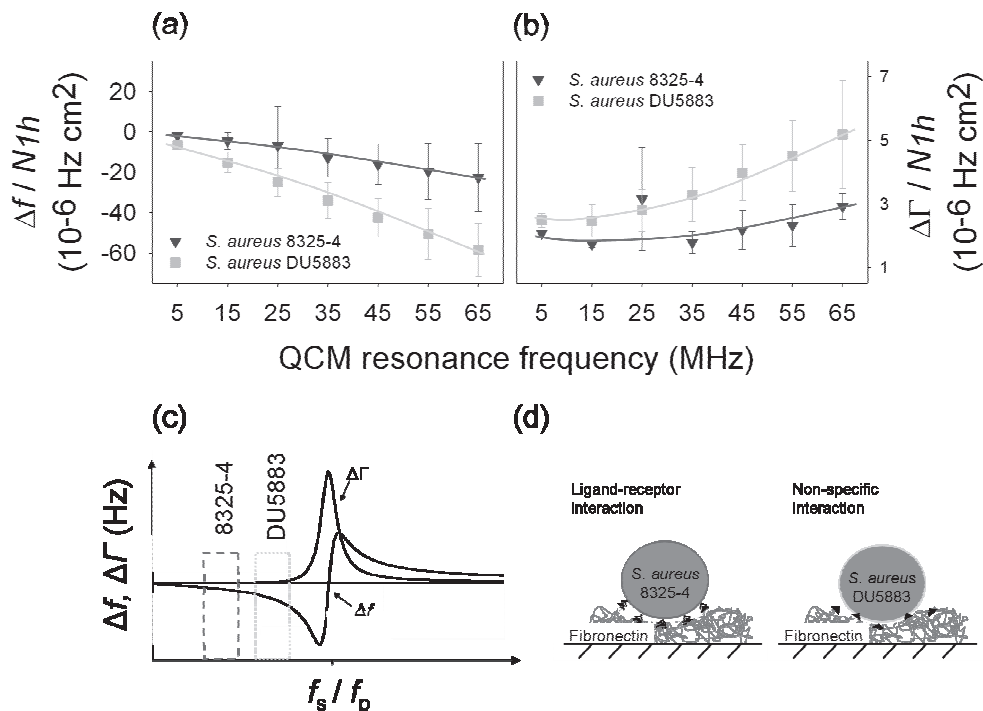 (a)
Δf / N1h
(10-6 Hz cm2)
20
0
-20
-40
-60
S. aureus 8325-4
S. aureus DU5883
5 15 25 35 45 55 65
(b)
S. aureus 8325-4
S. aureus DU5883
7
5
3
1
ΔΓ / N1h
(10-6 Hz cm2)
5 15 25 35 45 55 65
QCM resonance frequency (MHz)
(c)
Δf, ΔΓ (Hz)
8325-4
DU5883
ΔΓ
Δf
fs / fp
(d)
Ligand-receptor
interaction
S. aureus
8325-4
Fibronectin
Non-specific
interaction
S. aureus
DU5883
Fibronectin